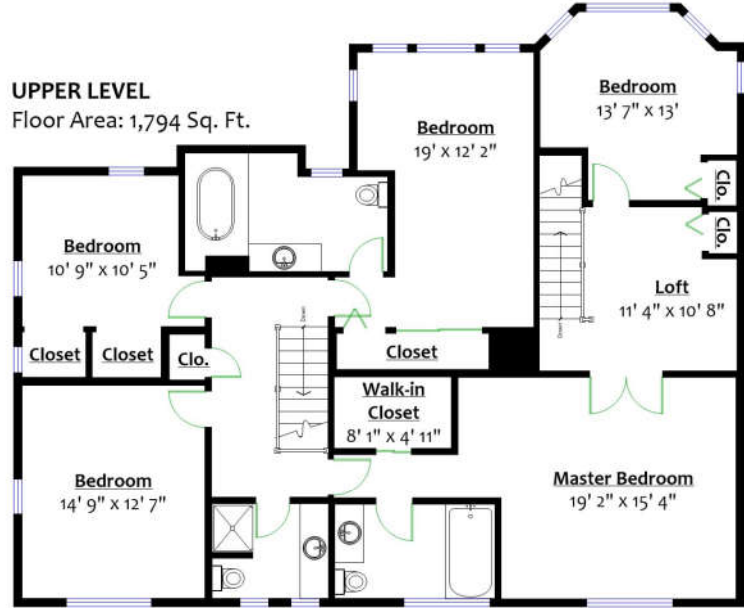 UPPER LEVEL
Floor Area: 1,794 Sq. Ft.
Bedroom
13' 7" x 13'
Bedroom
19' x 12' 2"
Clo.
Clo.
Bedroom
10' 9" x 10' 5"
Loft
11' 4" x 10' 8"
Down
Down
Closet
Closet
Clo.
Closet
Walk-in
Closet
8' 1" x 4' 11"
Bedroom
14' 9" x 12' 7"
Master Bedroom
19' 2" x 15' 4"